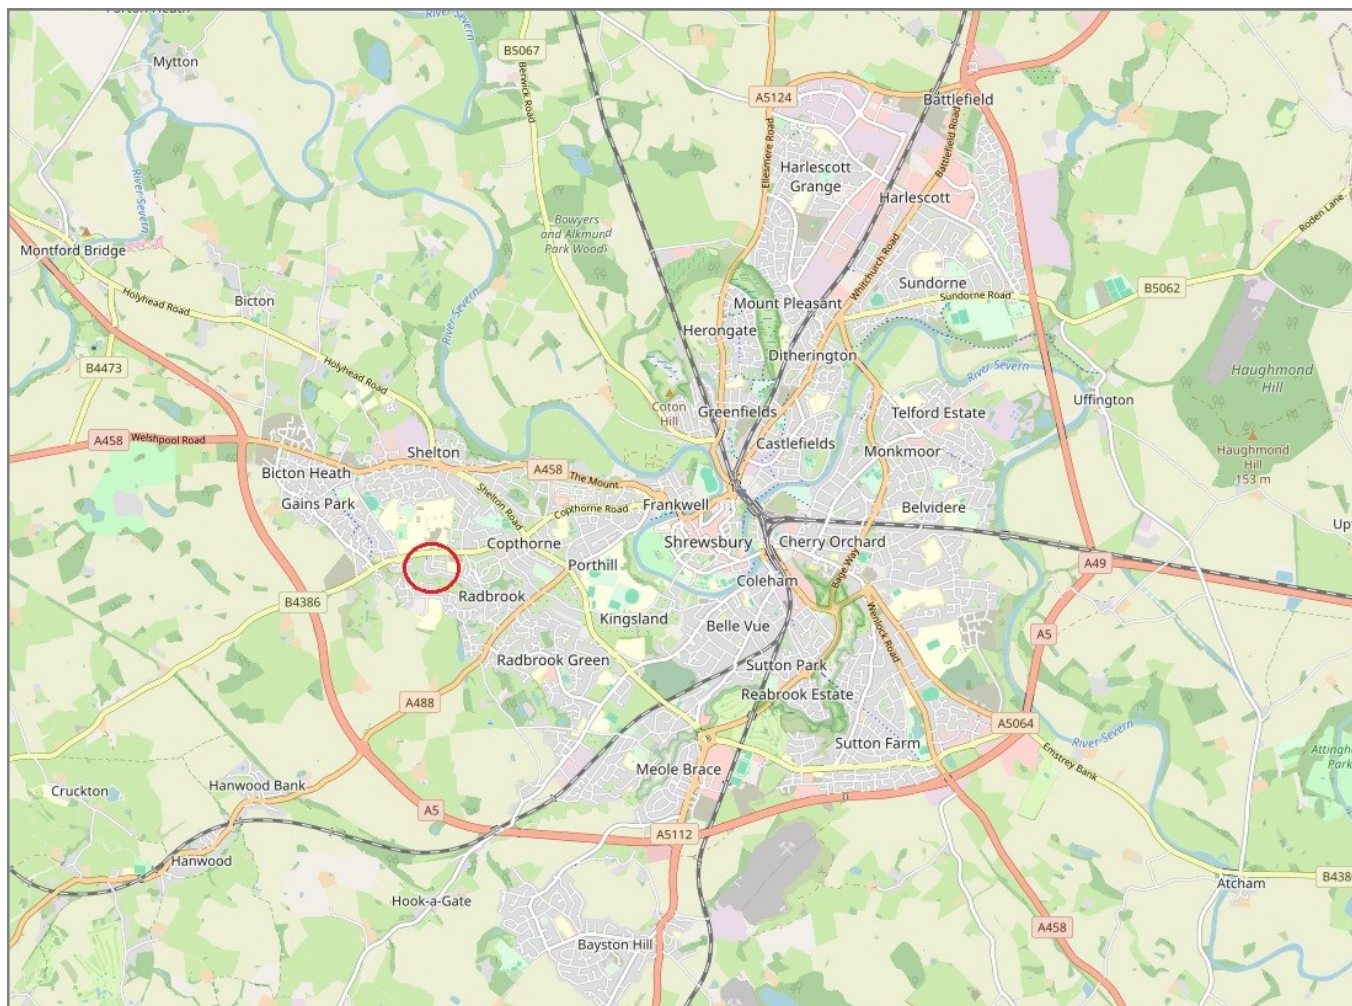 Mytton
B5067
Berwick Road
River Severn
A5124
Battlefield
Ellesmere Road
Battlefield Road
Harlescott
Grange
Harlescott
River Severn
Montford Bridge
Bowyers
and Alkmund
Park Woods
Roden Lane
Whitchurch Road
Sundorne
Sundorne Road
B5062
Bicton
Holyhead Road
River Severn
Mount Pleasant
Herongate
Ditherington
River Severn
Haughmond
Hill
B4473
Holyhead Road
Coton
Hill
Greenfields
Telford Estate
Uffington
A458
Welshpool Road
Shelton
Castlefields
Monkmoor
Haughmond
Hill
153 m
Bicton Heath
A458
The Mount
Gains Park
Shelton Road
Copthorne Road
Frankwell
Belvidere
Copthorne
Shrewsbury
Cherry Orchard
Porthill
Coleham
Bage Way
A49
B4386
Radbrook
Kingsland
Belle Vue
Wenlock Road
A5
Radbrook Green
Sutton Park
Reabrook Estate
A488
A5064
River Severn
Sutton Farm
Emstrey Bank
Meole Brace
Cruckton
Hanwood Bank
A5
A5112
Hanwood
Hook-a-Gate
Atcham
Bayston Hill
A458